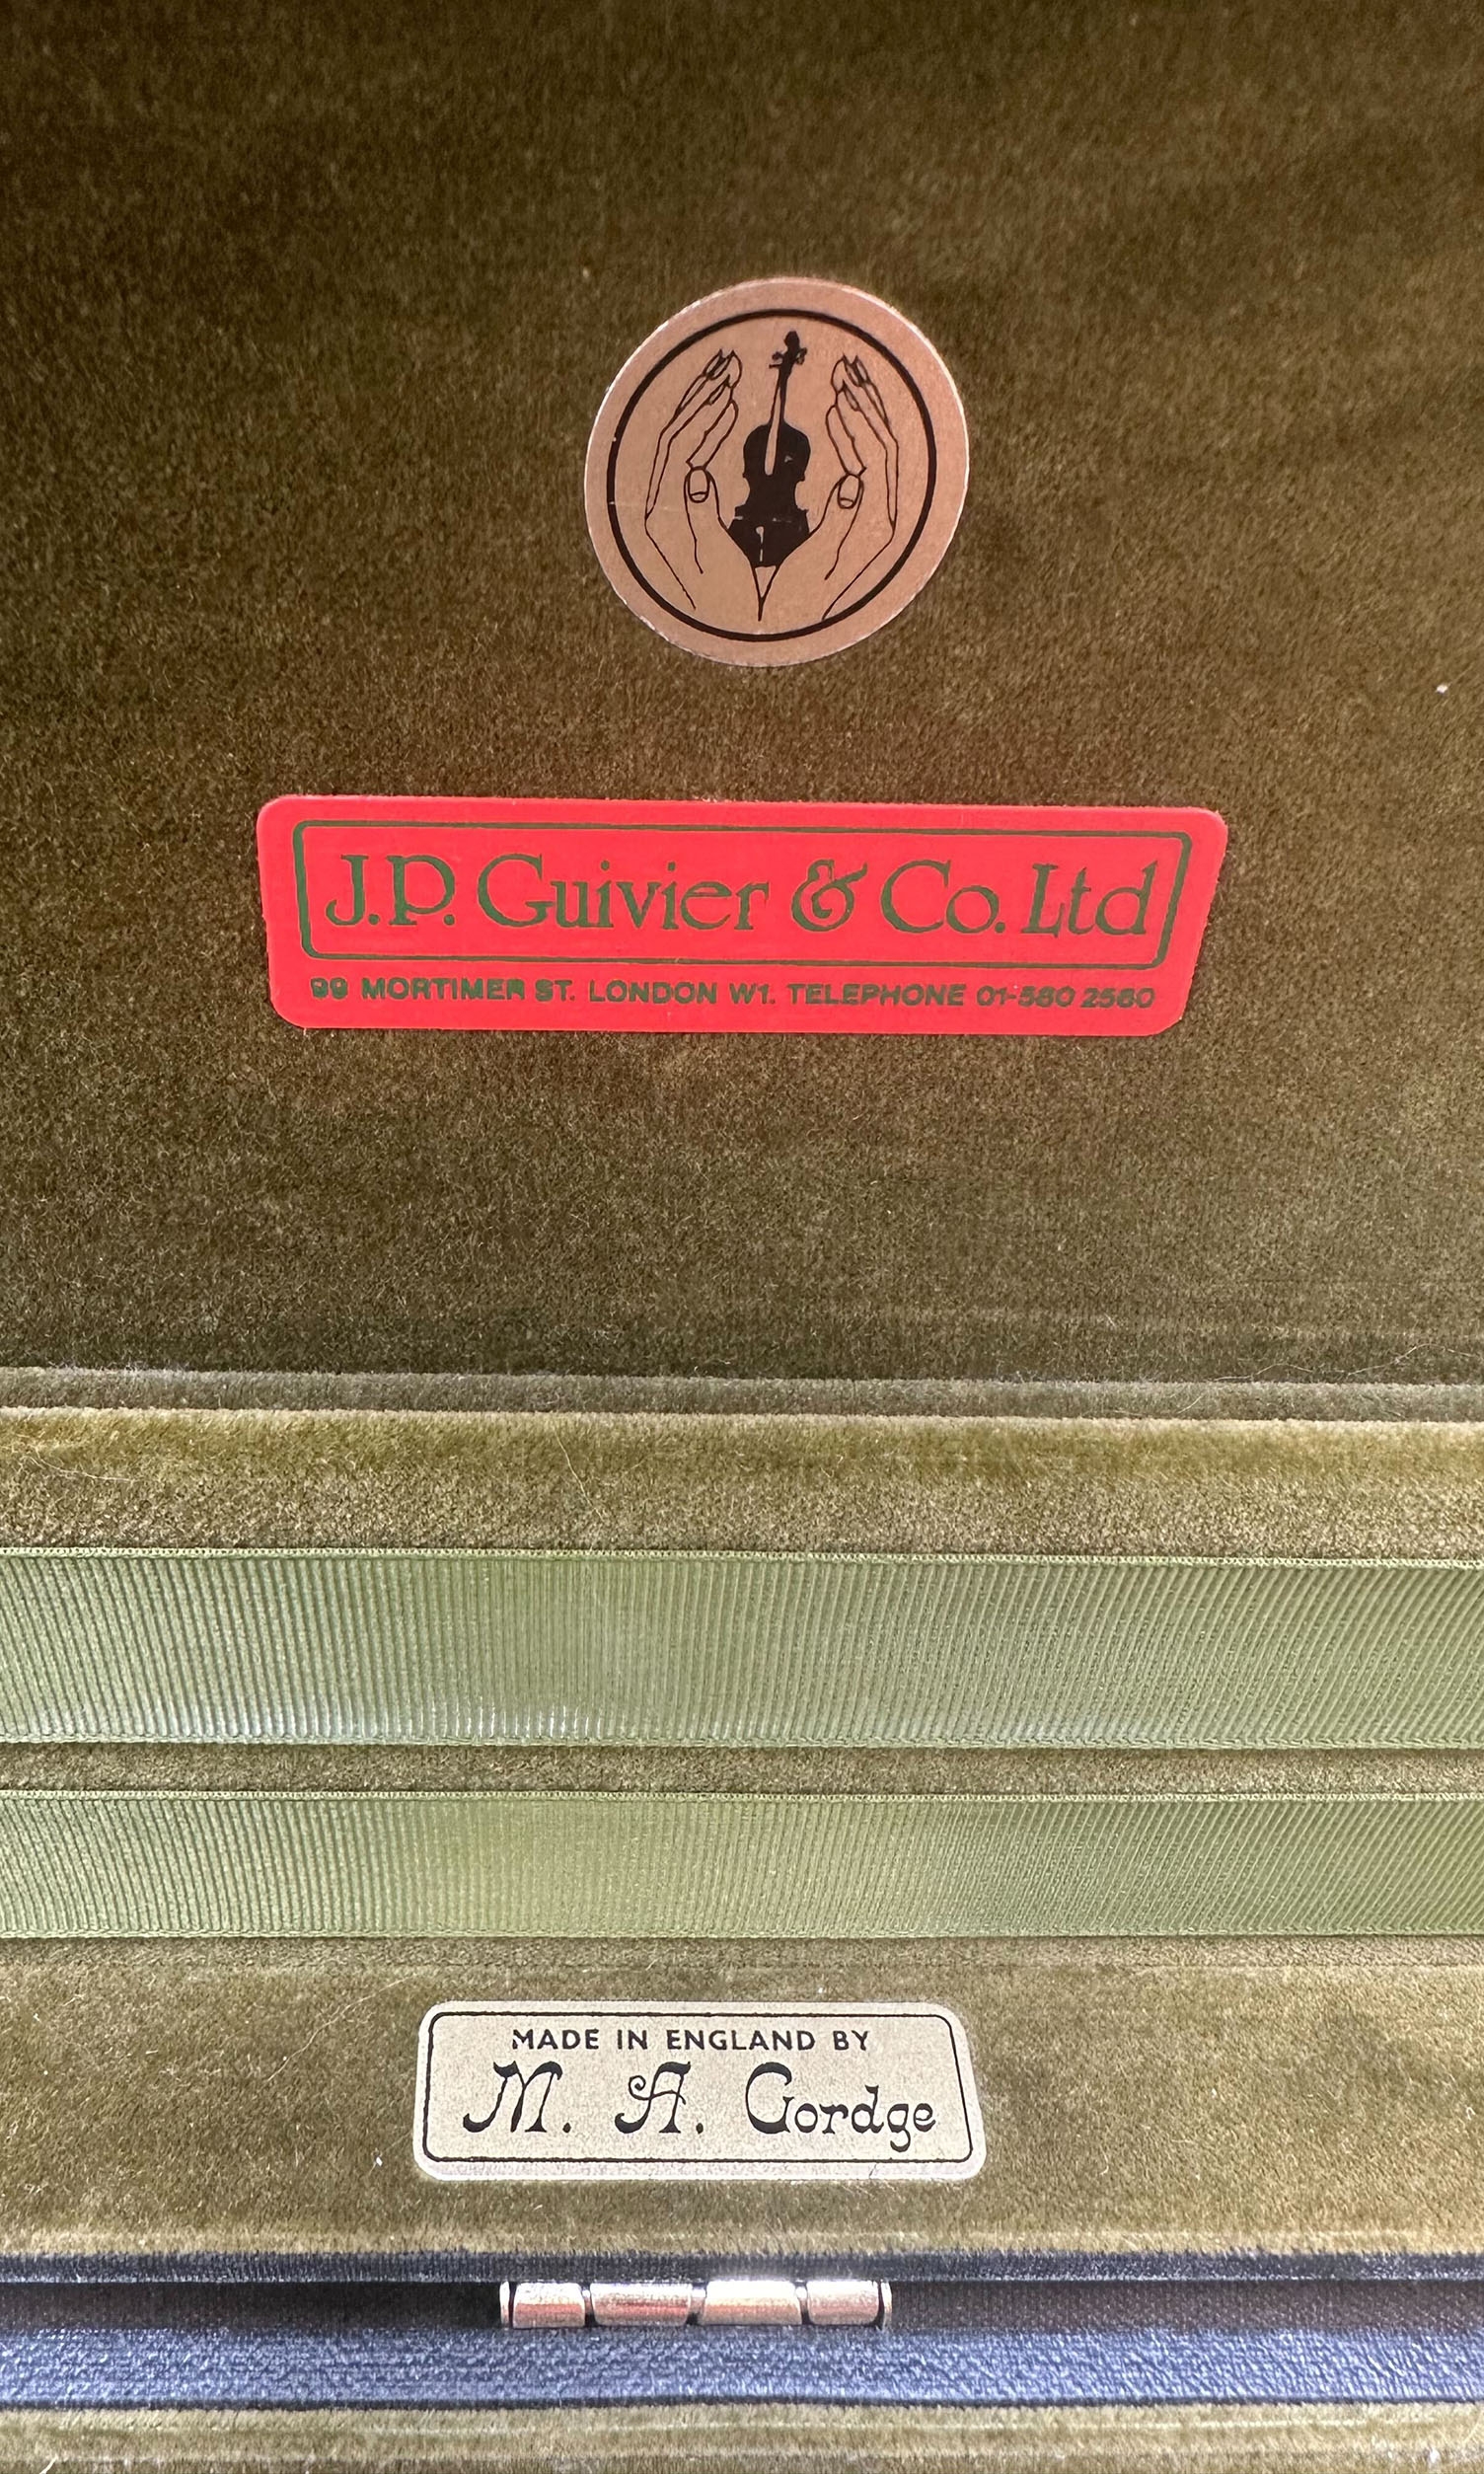 J.P. Guivier & Co. Ltd
99 MORTIMER ST. LONDON W1. TELEPHONE 01-580 2560
MADE IN ENGLAND BY
M. A. Gordge